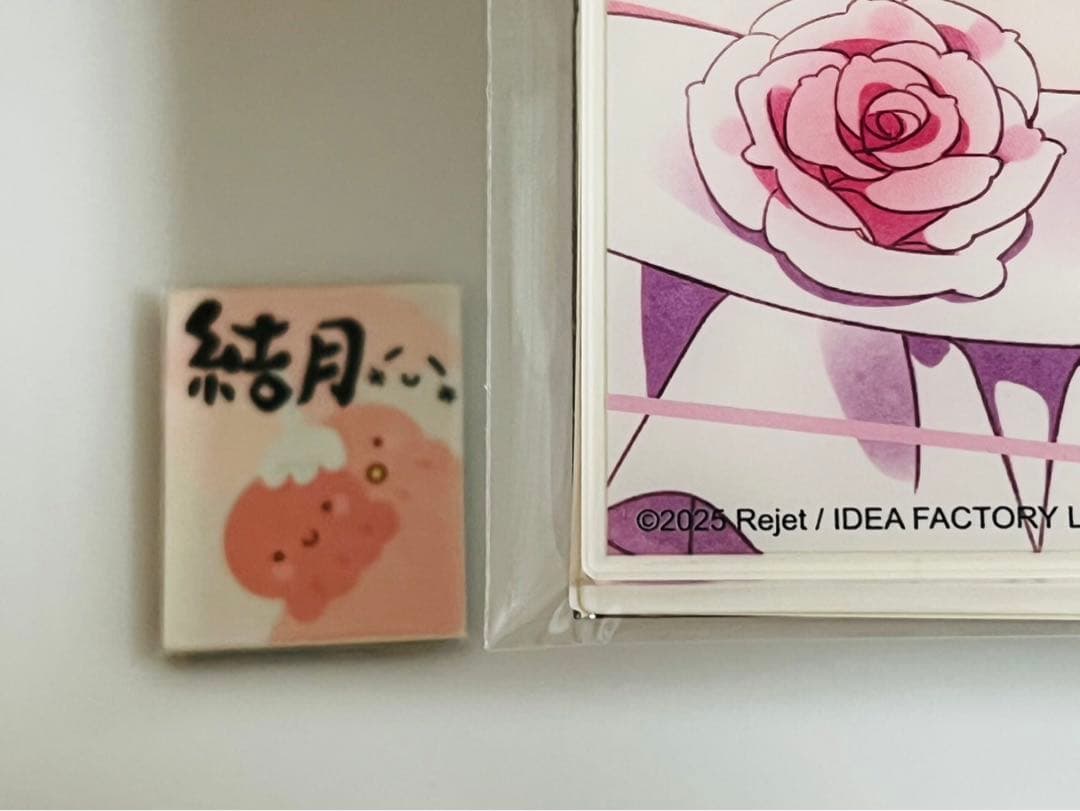 結月
©2025 Rejet / IDEA FACTORY L